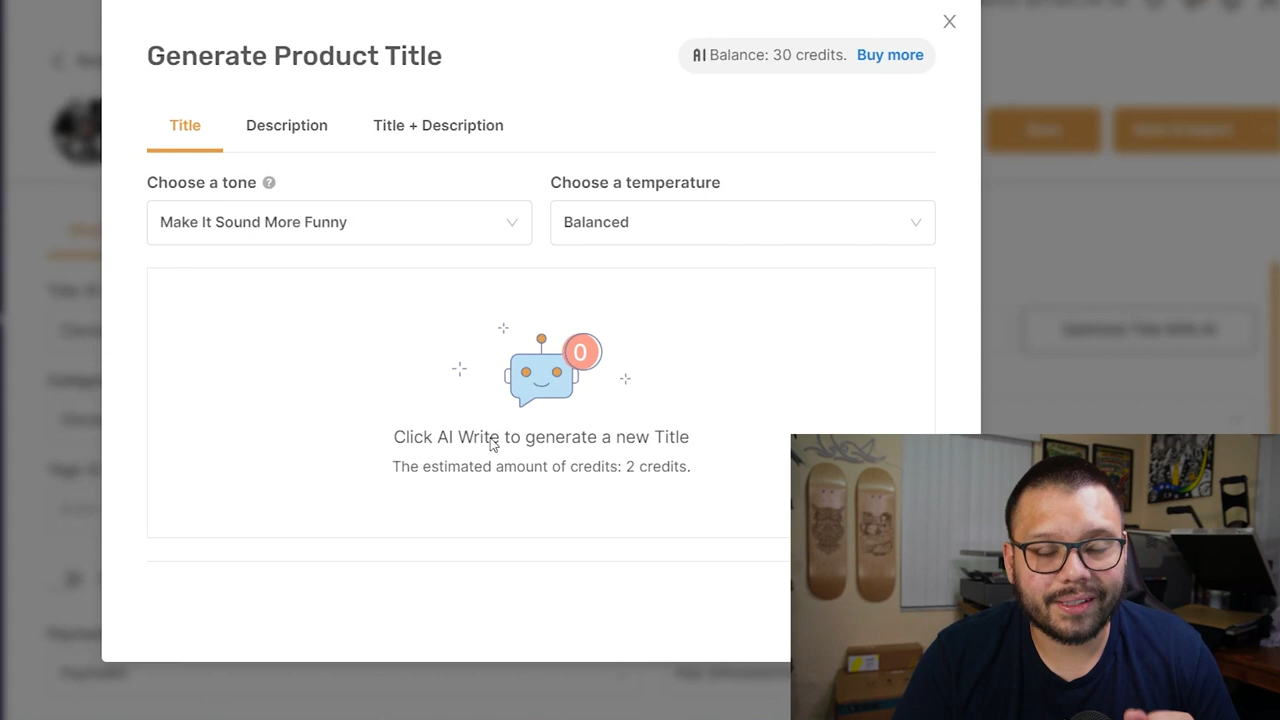 Generate Product Title
AI Balance: 30 credits. Buy more
Title Description Title + Description
Choose a tone ? Choose a temperature
Make It Sound More Funny Balanced
0
Click AI Write to generate a new Title
The estimated amount of credits: 2 credits.